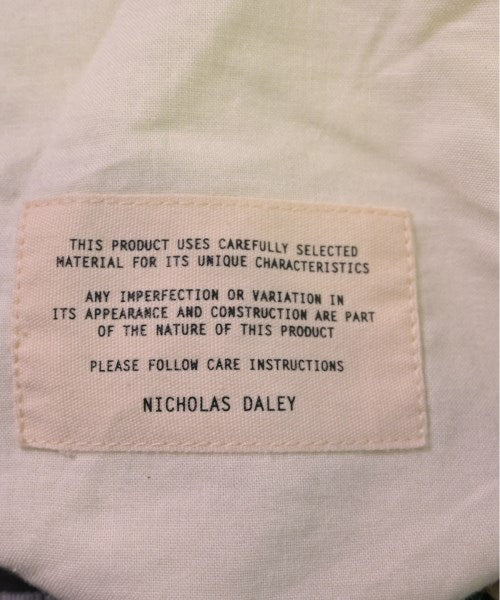 THIS PRODUCT USES CAREFULLY SELECTED
MATERIAL FOR ITS UNIQUE CHARACTERISTICS
ANY IMPERFECTION OR VARIATION IN
ITS APPEARANCE AND CONSTRUCTION ARE PART
OF THE NATURE OF THIS PRODUCT
PLEASE FOLLOW CARE INSTRUCTIONS
NICHOLAS DALEY